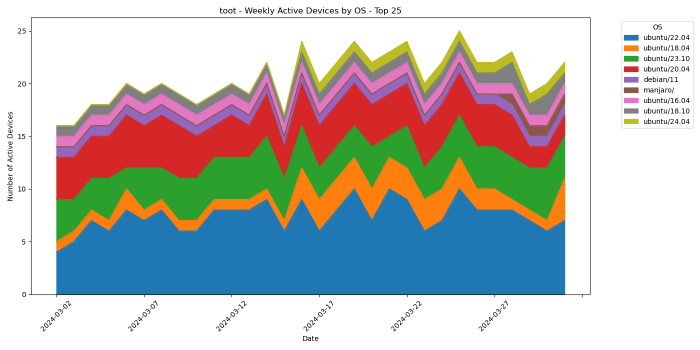 toot - Weekly Active Devices by OS - Top 25
Number of Active Devices
25
20
15
10
5
0
2024-03-02
2024-03-07
2024-03-12
2024-03-17
2024-03-22
2024-03-27
Date
OS
ubuntu/22.04
ubuntu/18.04
ubuntu/23.10
ubuntu/20.04
debian/11
manjaro/
ubuntu/16.04
ubuntu/18.10
ubuntu/24.04